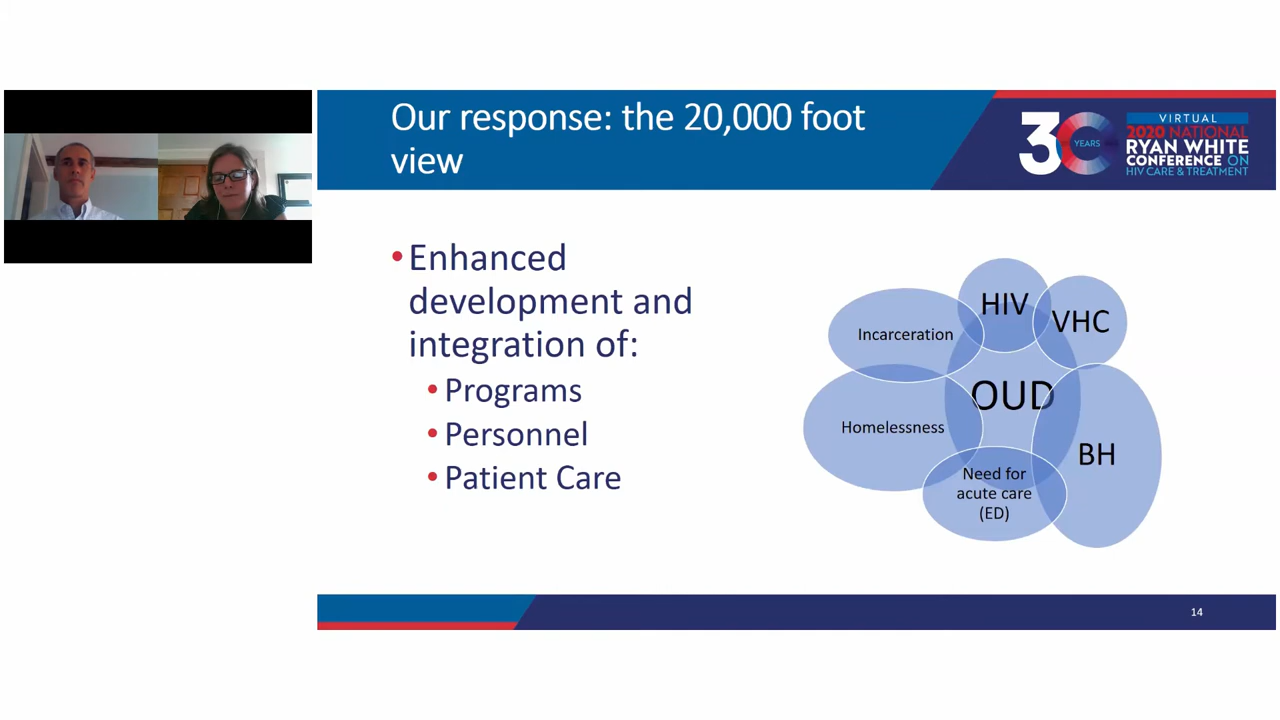 Our response: the 20,000 foot
view
30
YEARS
VIRTUAL
2020 NATIONAL
RYAN WHITE
CONFERENCE ON
HIV CARE & TREATMENT
•Enhanced
development and
integration of:
• Programs
• Personnel
• Patient Care
HIV
VHC
Incarceration
OUD
Homelessness
BH
Need for
acute care
(ED)
14